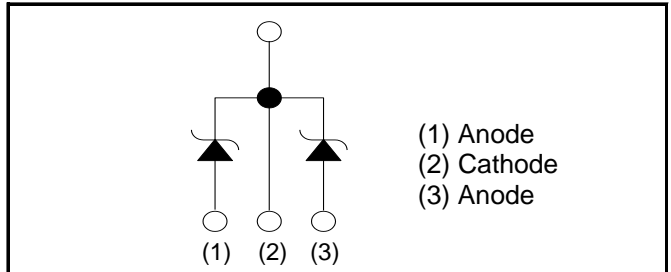 (1) Anode
(2) Cathode
(3) Anode
(1) (2) (3)